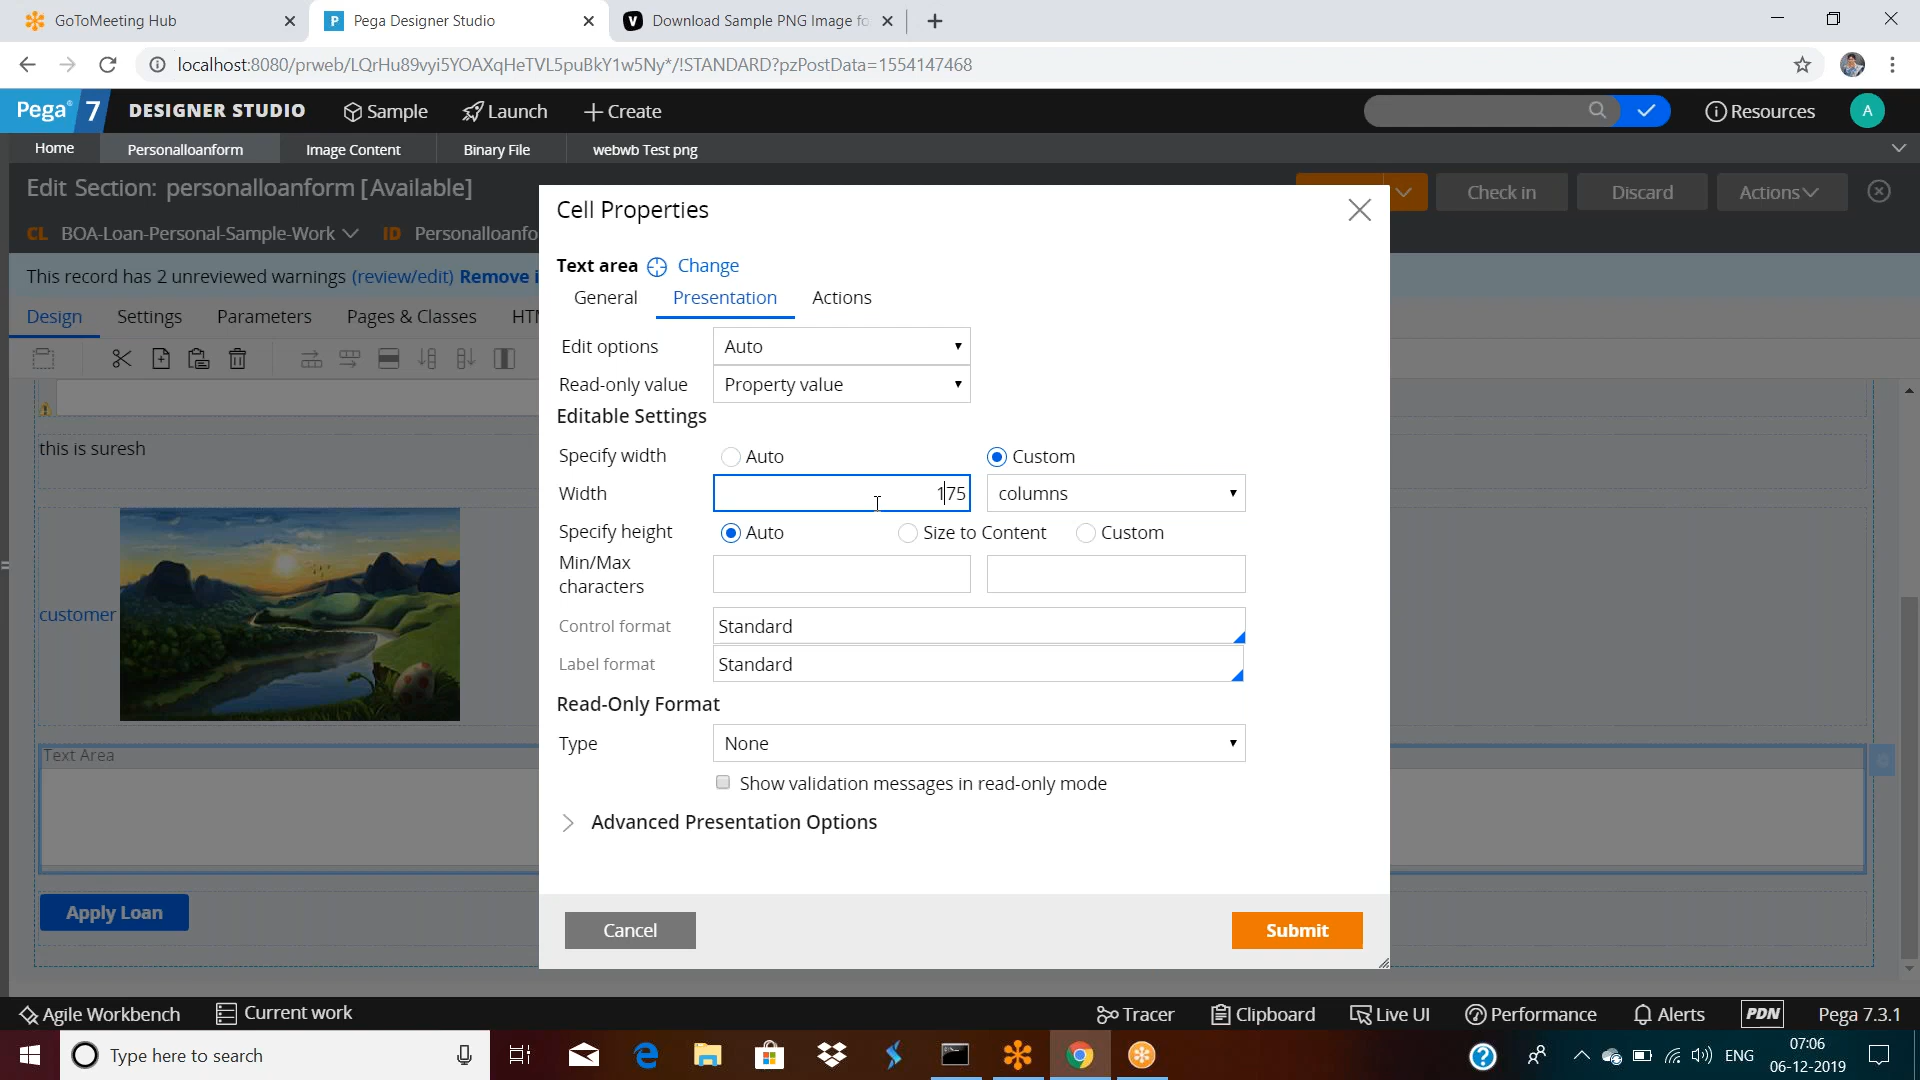 GoToMeeting Hub
Pega Designer Studio
Download Sample PNG Image fo
localhost:8080/prweb/LQrHu89vyi5YOAXqHeTVL5puBkY1w5Ny*/!STANDARD?pzPostData=1554147468
Pega 7 DESIGNER STUDIO Sample Launch Create Resources A
Home Personalloanform Image Content Binary File webwb Test png
Edit Section: personalloanform [Available]
Check in Discard Actions
CL BOA-Loan-Personal-Sample-Work ID Personalloanfo
This record has 2 unreviewed warnings (review/edit) Remove i
Design Settings Parameters Pages & Classes HT
this is suresh
customer
Text Area
Apply Loan
Cell Properties
Text area Change
General Presentation Actions
Edit options Auto
Read-only value Property value
Editable Settings
Specify width Auto Custom
Width 175 columns
Specify height Auto Size to Content Custom
Min/Max
characters
Control format Standard
Label format Standard
Read-Only Format
Type None
Show validation messages in read-only mode
Advanced Presentation Options
Cancel Submit
Agile Workbench Current work Tracer Clipboard Live UI Performance Alerts PDN Pega 7.3.1
Type here to search
ENG
07:06
06-12-2019